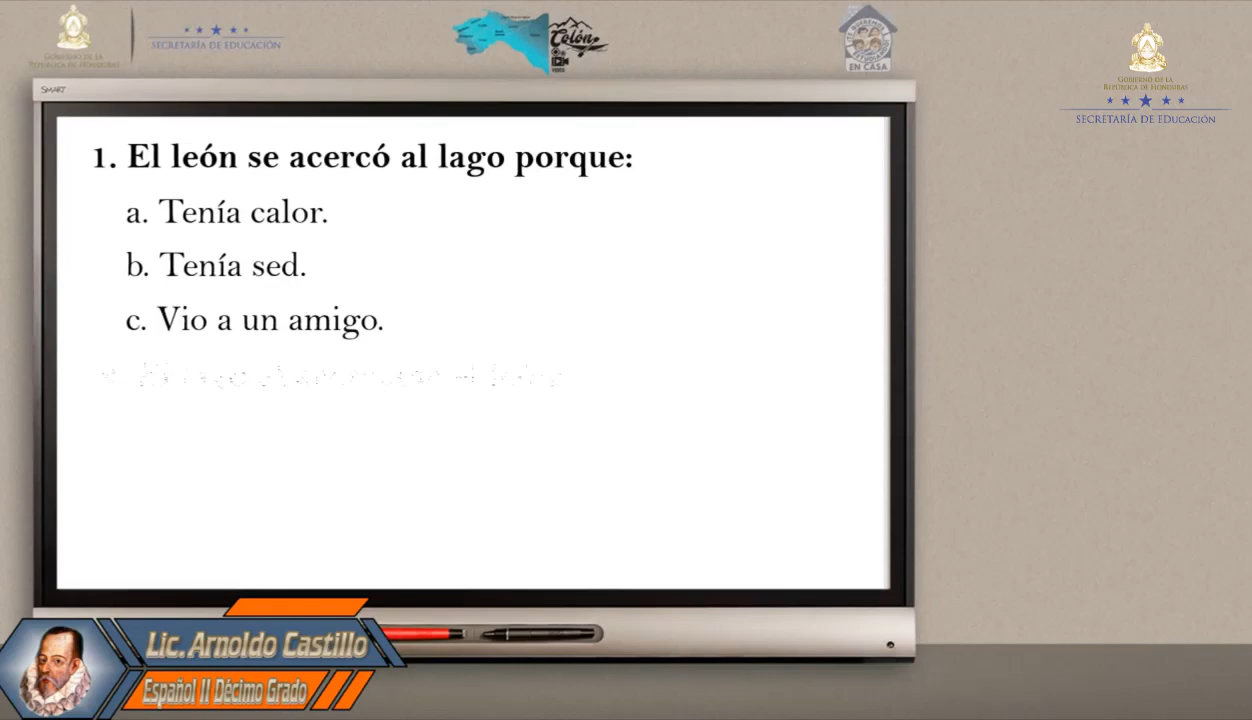 GOBIERNO DE LA
REPÚBLICA DE HONDURAS
SECRETARÍA DE EDUCACIÓN
Colón
EN CASA
GOBIERNO DE LA
REPÚBLICA DE HONDURAS
SECRETARÍA DE EDUCACIÓN
SMART
1. El león se acercó al lago porque:
a. Tenía calor.
b. Tenía sed.
c. Vio a un amigo.
Lic. Arnoldo Castillo
Español II Décimo Grado